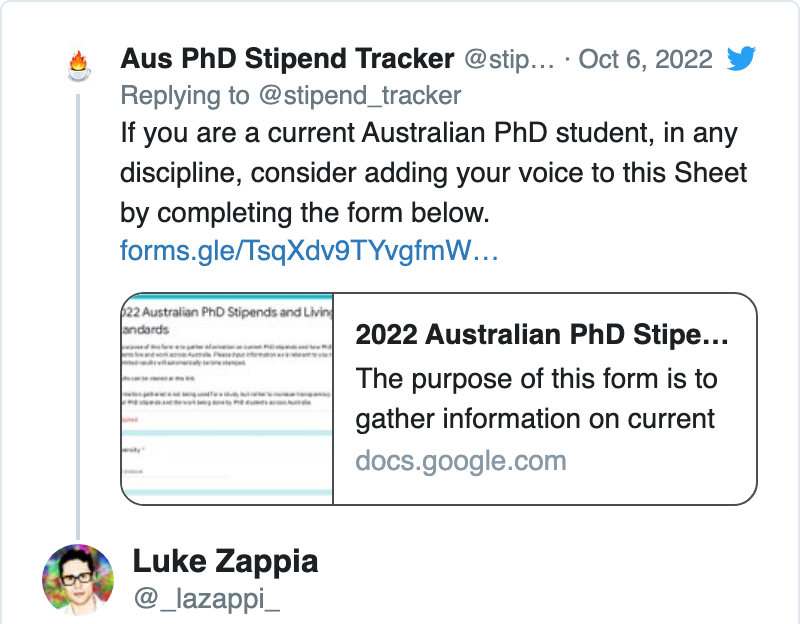 Aus PhD Stipend Tracker @stip... · Oct 6, 2022
Replying to @stipend_tracker
If you are a current Australian PhD student, in any
discipline, consider adding your voice to this Sheet
by completing the form below.
forms.gle/TsqXdv9TYvgfmW...
022 Australian PhD Stipends and Living
andards
2022 Australian PhD Stipe...
The purpose of this form is to
gather information on current
docs.google.com
Luke Zappia
@_lazappi_